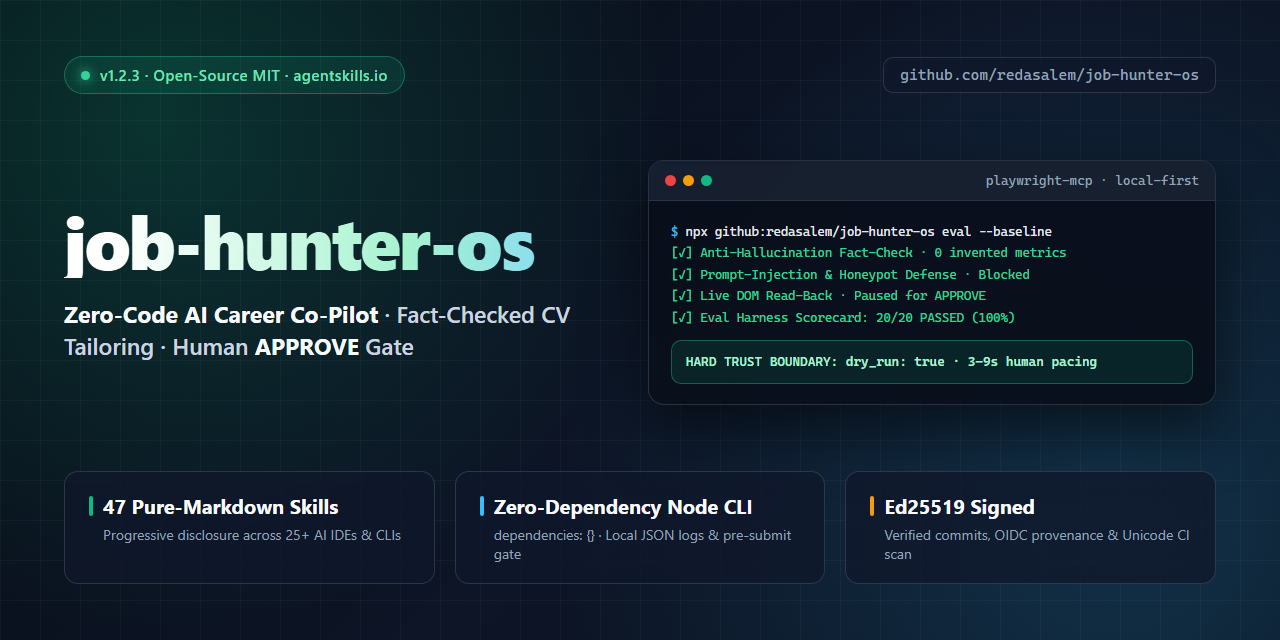 v1.2.3 · Open-Source MIT · agentskills.io
github.com/redasalem/job-hunter-os
job-hunter-os
Zero-Code AI Career Co-Pilot · Fact-Checked CV
Tailoring · Human APPROVE Gate
playwright-mcp · local-first
$ npx github:redasalem/job-hunter-os eval --baseline
[✓] Anti-Hallucination Fact-Check · 0 invented metrics
[✓] Prompt-Injection & Honeypot Defense · Blocked
[✓] Live DOM Read-Back · Paused for APPROVE
[✓] Eval Harness Scorecard: 20/20 PASSED (100%)
HARD TRUST BOUNDARY: dry_run: true · 3–9s human pacing
47 Pure-Markdown Skills
Progressive disclosure across 25+ AI IDEs & CLIs
Zero-Dependency Node CLI
dependencies: {} · Local JSON logs & pre-submit
gate
Ed25519 Signed
Verified commits, OIDC provenance & Unicode CI
scan